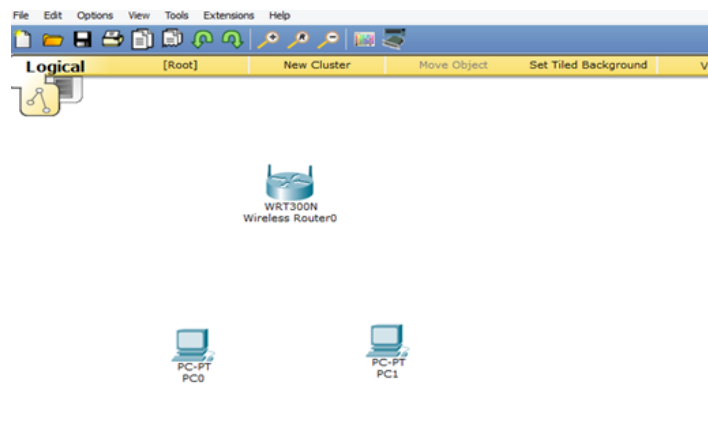 File Edit Options View Tools Extensions Help
Logical [Root] New Cluster Move Object Set Tiled Background V
WRT300N
Wireless Router0
PC-PT
PC0
PC-PT
PC1